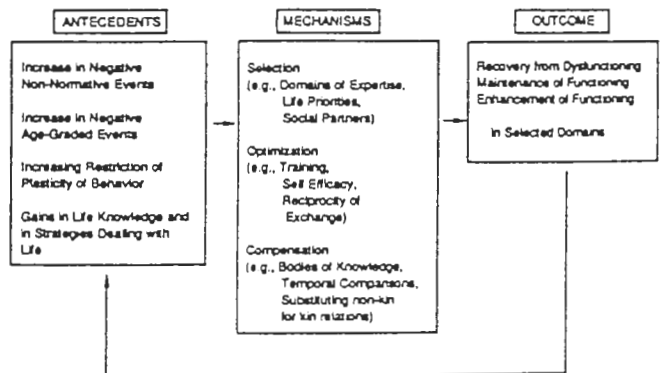 ANTECEDENTS
Increase in Negative
Non-Normative Events
Increase in Negative
Age-Graded Events
Increasing Restriction of
Plasticity of Behavior
Gains in Life Knowledge and
in Strategies Dealing with
Life
MECHANISMS
Selection
(e.g., Domains of Expertise,
Life Priorities,
Social Partners)
Optimization
(e.g., Training,
Self Efficacy,
Reciprocity of
Exchange)
Compensation
(e.g., Bodies of Knowledge,
Temporal Comparisons,
Substituting non-kin
for kin relations)
OUTCOME
Recovery from Dysfunctioning
Maintenance of Functioning
Enhancement of Functioning
in Selected Domains